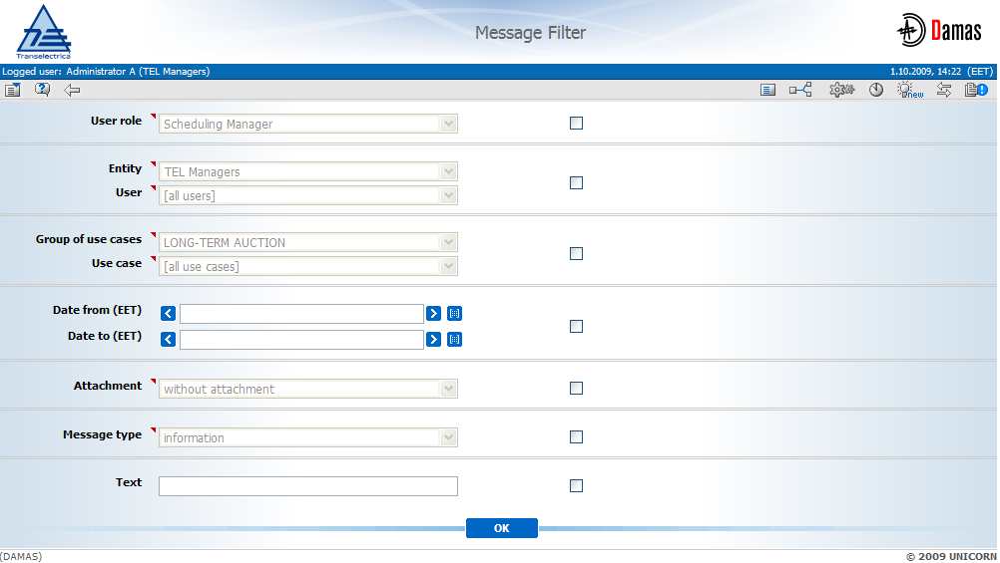 Transelectrica
Message Filter
Damas
Logged user: Administrator A (TEL Managers)
1.10.2009, 14:22 (EET)
new
User role
Scheduling Manager
Entity
TEL Managers
User
[all users]
Group of use cases
LONG-TERM AUCTION
Use case
[all use cases]
Date from (EET)
Date to (EET)
Attachment
without attachment
Message type
information
Text
OK
(DAMAS)
© 2009 UNICORN